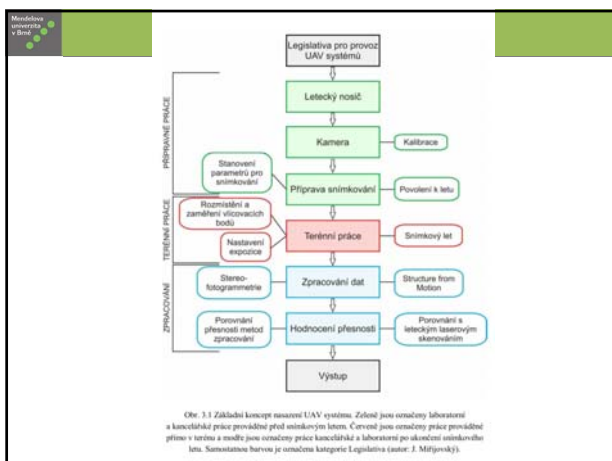 Mendelova
univerzita
v Brně
Legislativa pro provoz
UAV systémů
PŘÍPRAVNÉ PRÁCE
Letecký nosič
Kamera
Kalibrace
Stanovení
parametrů pro
snímkování
Příprava snímkování
Povolení k letu
TERÉNNÍ PRÁCE
Rozmístění a
zaměření vlícovacích
bodů
Nastavení
expozice
Terénní práce
Snímkový let
ZPRACOVÁNÍ
Stereo-
fotogrammetrie
Zpracování dat
Structure from
Motion
Porovnání
přesnosti metod
zpracování
Hodnocení přesnosti
Porovnání s
leteckým laserovým
skenováním
Výstup
Obr. 3.1 Základní koncept nasazení UAV systému. Zeleně jsou označeny laboratorní
a kancelářské práce prováděné před snímkovým letem. Červeně jsou označeny práce prováděné
přímo v terénu a modře jsou označeny práce kancelářské a laboratorní po ukončení snímkového
letu. Samostatnou barvou je označena kategorie Legislativa (autor: J. Miřijovský).